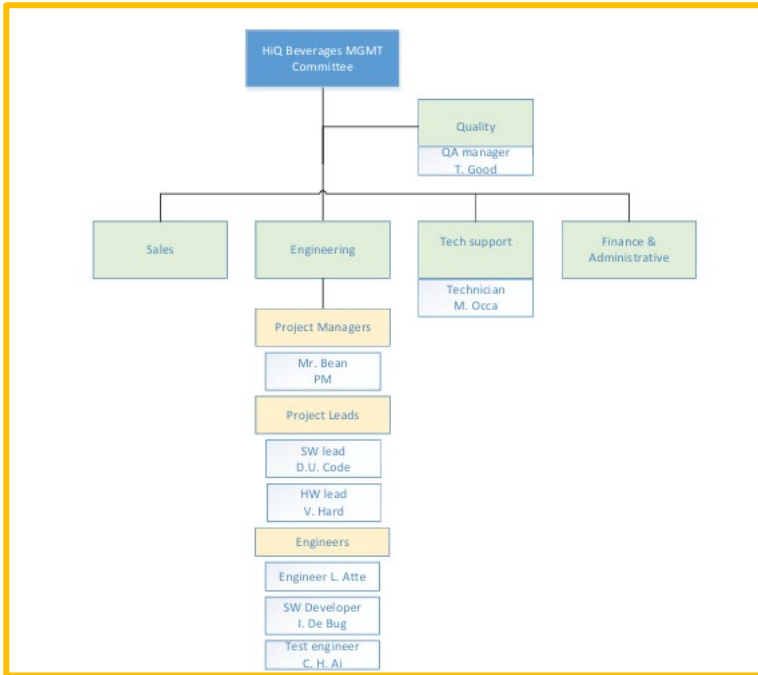 HiQ Beverages MGMT
Committee
Quality
QA manager
T. Good
Sales
Engineering
Tech support
Finance &
Administrative
Technician
M. Occa
Project Managers
Mr. Bean
PM
Project Leads
SW lead
D.U. Code
HW lead
V. Hard
Engineers
Engineer L. Atte
SW Developer
I. De Bug
Test engineer
C. H. Ai